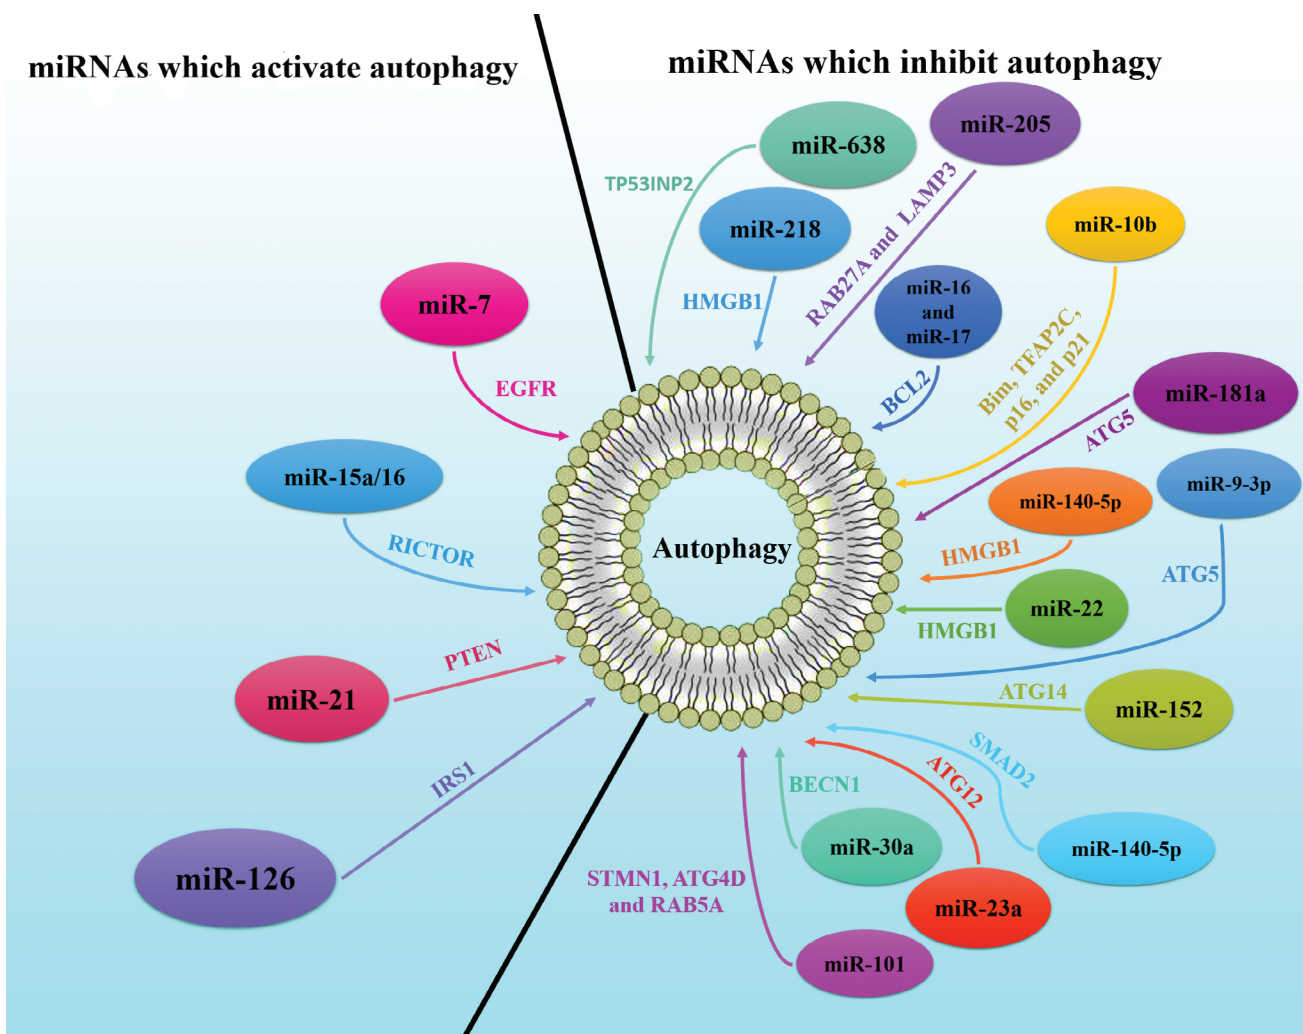 miRNAs which activate autophagy
miRNAs which inhibit autophagy
miR-7
EGFR
miR-15a/16
RICTOR
miR-21
PTEN
miR-126
IRS1
Autophagy
miR-638
TP53INP2
miR-205
RAB27A and LAMP3
miR-218
HMGB1
miR-10b
Bim, TFAP2C,
p16, and p21
miR-16
and
miR-17
BCL2
miR-181a
ATG5
miR-140-5p
HMGB1
miR-9-3p
ATG5
miR-22
HMGB1
miR-152
ATG14
miR-140-5p
SMAD2
miR-23a
ATG12
miR-30a
BECN1
miR-101
STMN1, ATG4D
and RAB5A